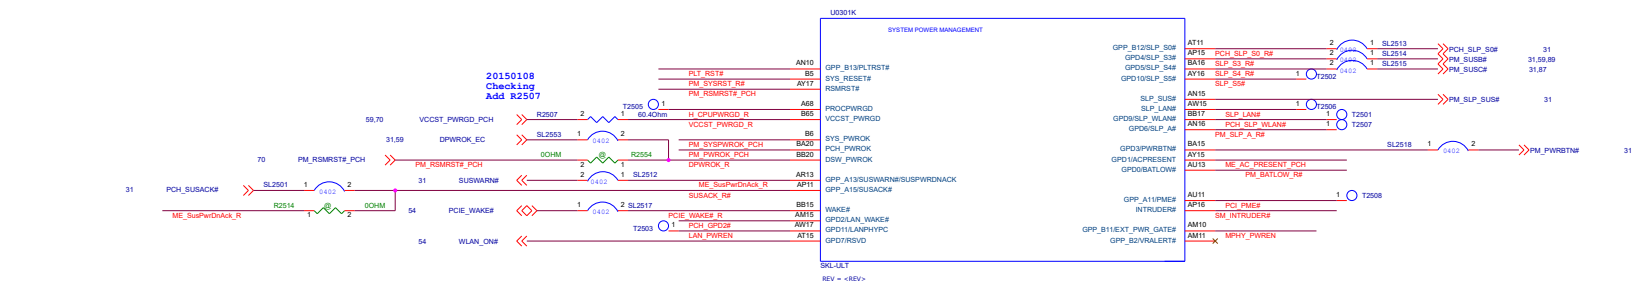 U0301K
SYSTEM POWER MANAGEMENT
20150108
Checking
Add R2507
AN10 GPP_B13/PLTRST#
PLT_RST#
B5 SYS_RESET#
PM_SYSRST_R#
AY17 RSMRST#
PM_RSMRST#_PCH
T2505 1 A68 PROCPWRGD
H_CPUPWRGD_R
59,70 VCCST_PWRGD_PCH R2507 2 1 60.4Ohm B65 VCCST_PWRGD
VCCST_PWRGD_R
31,59 DPWROK_EC SL2553 2 0402 1 B6 SYS_PWROK
PM_SYSPWROK_PCH
BA20 PCH_PWROK
PM_PWROK_PCH
70 PM_RSMRST#_PCH 0OHM @ R2554 BB20 DSW_PWROK
PM_RSMRST#_PCH 2 1 DPWROK_R
31 SUSWARN# 2 0402 1 SL2512 AR13 GPP_A13/SUSWARN#/SUSPWRDNACK
ME_SusPwrDnAck_R
31 PCH_SUSACK# SL2501 1 0402 2 AP11 GPP_A15/SUSACK#
SUSACK_R#
R2514 @ 0OHM
ME_SusPwrDnAck_R 1 2
54 PCIE_WAKE# 1 0402 2 SL2517 BB15 WAKE#
PCIE_WAKE#_R
AM15 GPD2/LAN_WAKE#
PCH_GPD2#
T2503 1 AW17 GPD11/LANPHYPC
LAN_PWREN
54 WLAN_ON# AT15 GPD7/RSVD
GPP_B12/SLP_S0# AT11 2 0402 1 SL2513 PCH_SLP_S0# 31
PCH_SLP_S0_R#
GPD4/SLP_S3# AP15 2 1 SL2514 PM_SUSB# 31,59,89
SLP_S3_R#
GPD5/SLP_S4# BA16 2 0402 1 SL2515 PM_SUSC# 31,87
SLP_S4_R#
GPD10/SLP_S5# AY16 1 T2502
SLP_S5#
SLP_SUS# AN15 PM_SLP_SUS# 31
SLP_LAN# AW15 1 T2506
SLP_LAN#
GPD9/SLP_WLAN# BB17 1 T2501
PCH_SLP_WLAN#
GPD6/SLP_A# AN16 1 T2507
PM_SLP_A_R#
GPD3/PWRBTN# BA15 SL2518 1 0402 2 PM_PWRBTN# 31
GPD1/ACPRESENT AY15
ME_AC_PRESENT_PCH
GPD0/BATLOW# AU13
PM_BATLOW_R#
GPP_A11/PME# AU11 1 T2508
PCI_PME#
INTRUDER# AP16
SM_INTRUDER#
GPP_B11/EXT_PWR_GATE# AM10
MPHY_PWREN
GPP_B2/VRALERT# AM11
SKL-ULT
REV = <REV>